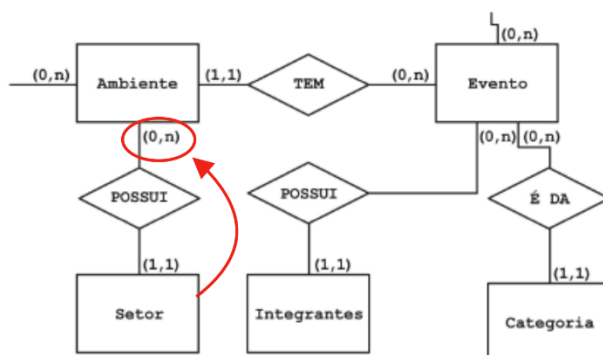 (0,n)
(0,n) Ambiente (1,1) TEM (0,n) Evento
(0,n) (0,n) (0,n)
POSSUI POSSUI É DA
(1,1) (1,1) (1,1)
Setor Integrantes Categoria